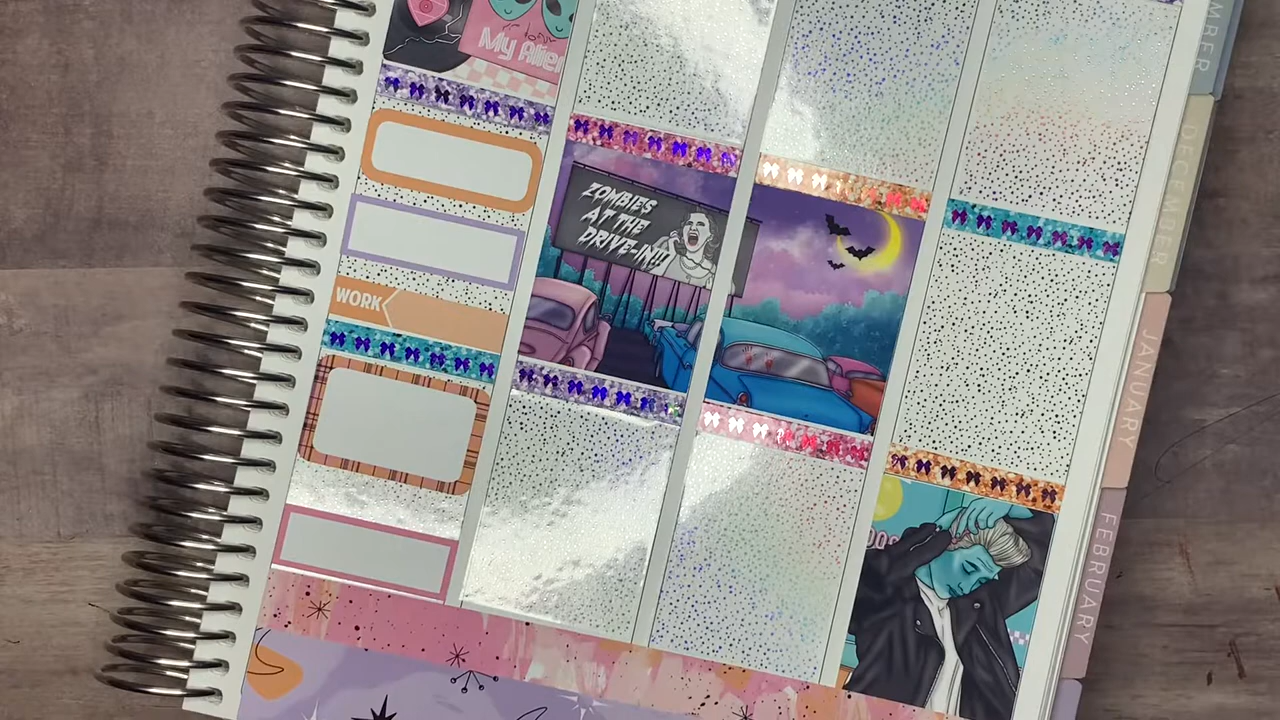 My Alien
ZOMBIES
AT THE
DRIVE-IN!!!
WORK
DECEMBER
JANUARY
FEBRUARY